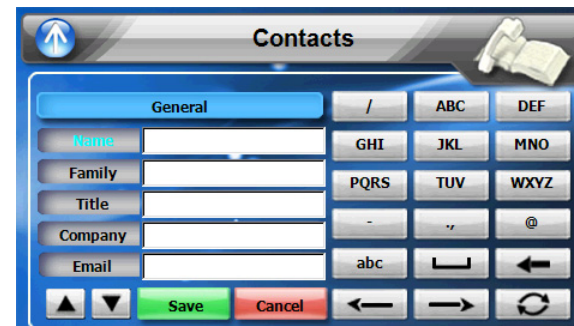 Contacts
General
/ ABC DEF
Name
GHI JKL MNO
Family
PQRS TUV WXYZ
Title
Company
- ., @
Email
abc
Save Cancel